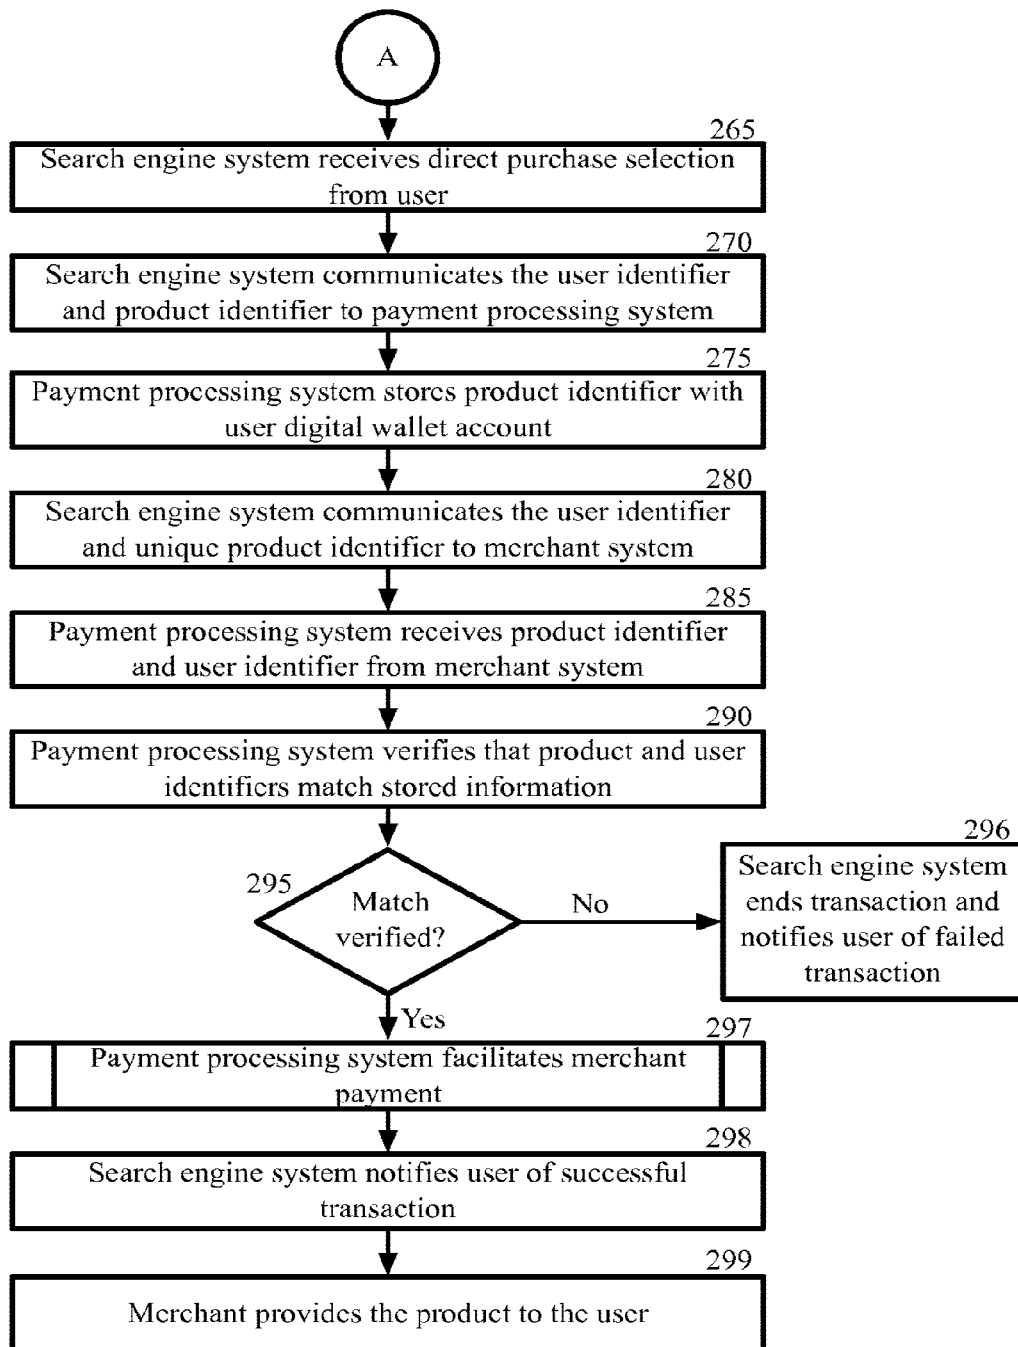 A
265
Search engine system receives direct purchase selection
from user
270
Search engine system communicates the user identifier
and product identifier to payment processing system
275
Payment processing system stores product identifier with
user digital wallet account
280
Search engine system communicates the user identifier
and unique product identifier to merchant system
285
Payment processing system receives product identifier
and user identifier from merchant system
290
Payment processing system verifies that product and user
identifiers match stored information
295
Match
verified?
No
296
Search engine system
ends transaction and
notifies user of failed
transaction
Yes
297
Payment processing system facilitates merchant
payment
298
Search engine system notifies user of successful
transaction
299
Merchant provides the product to the user